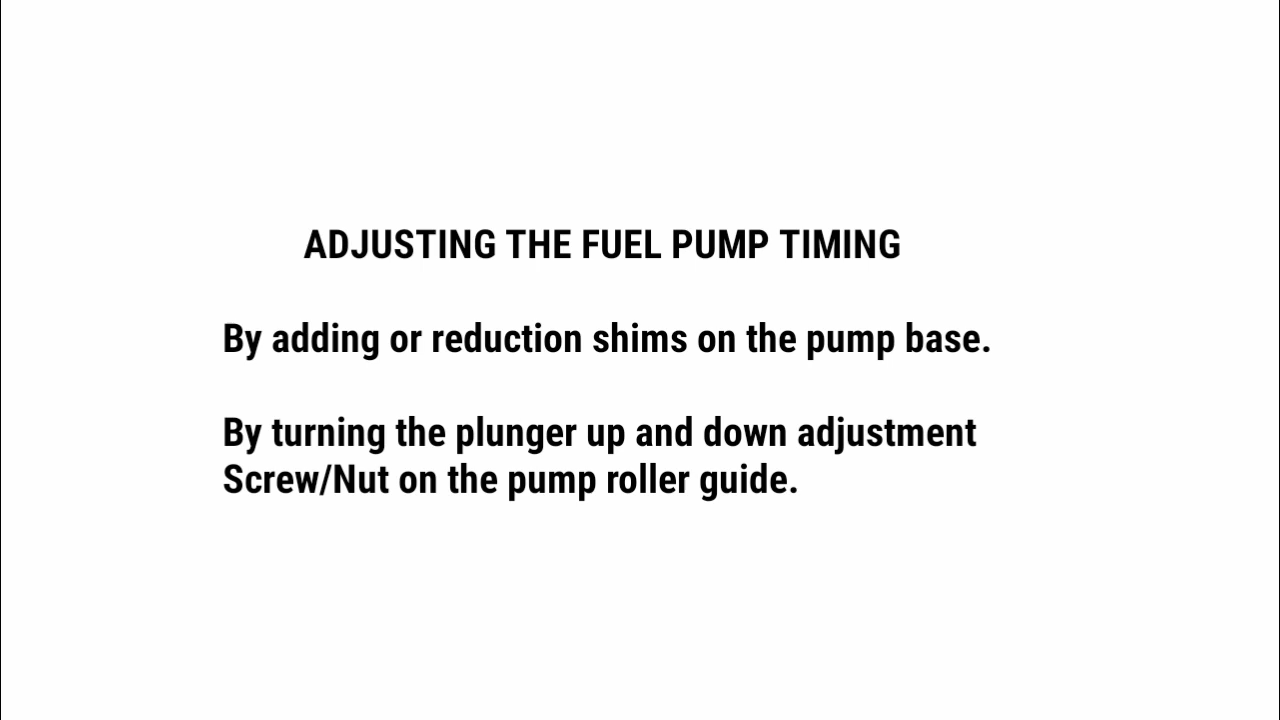 ADJUSTING THE FUEL PUMP TIMING
By adding or reduction shims on the pump base.
By turning the plunger up and down adjustment
Screw/Nut on the pump roller guide.